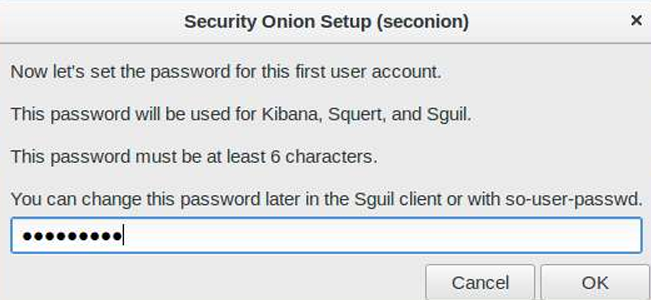 Security Onion Setup (seconion) ×
Now let's set the password for this first user account.
This password will be used for Kibana, Squert, and Sguil.
This password must be at least 6 characters.
You can change this password later in the Sguil client or with so-user-passwd.
●●●●●●●●●
Cancel OK